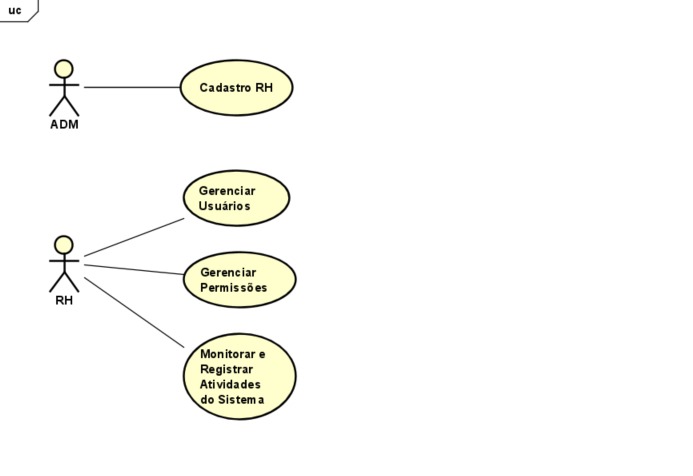 uc
Cadastro RH
ADM
Gerenciar
Usuários
Gerenciar
Permissões
RH
Monitorar e
Registrar
Atividades
do Sistema